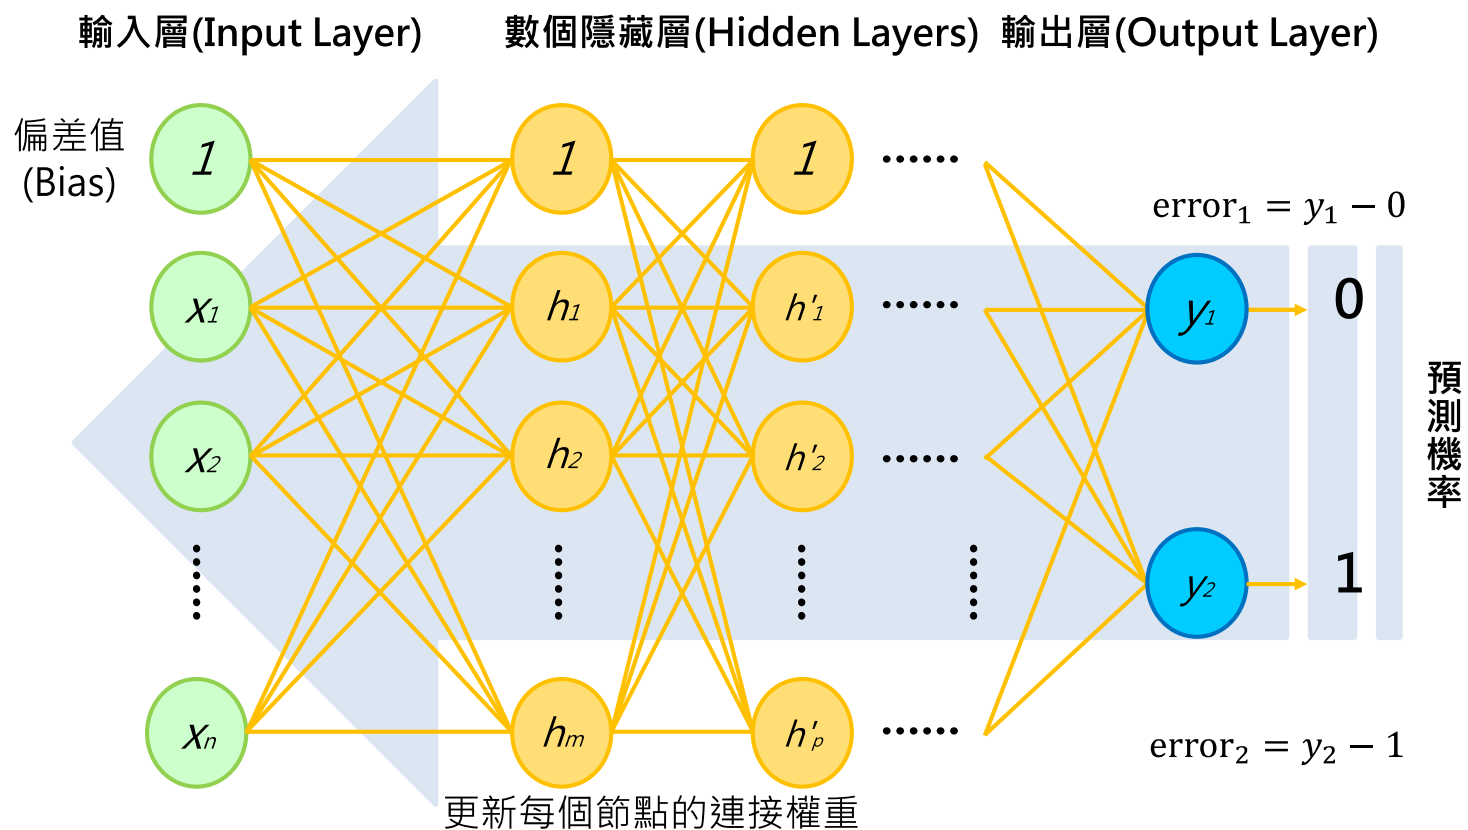 輸入層(Input Layer)
數個隱藏層(Hidden Layers)
輸出層(Output Layer)
偏差值
(Bias)
1
1
1
......
error₁ = y₁ − 0
x₁
h₁
h'₁
......
y₁
0
x₂
h₂
h'₂
......
預測機率
......
......
......
......
y₂
1
xₙ
hₘ
h'ₚ
......
error₂ = y₂ − 1
更新每個節點的連接權重